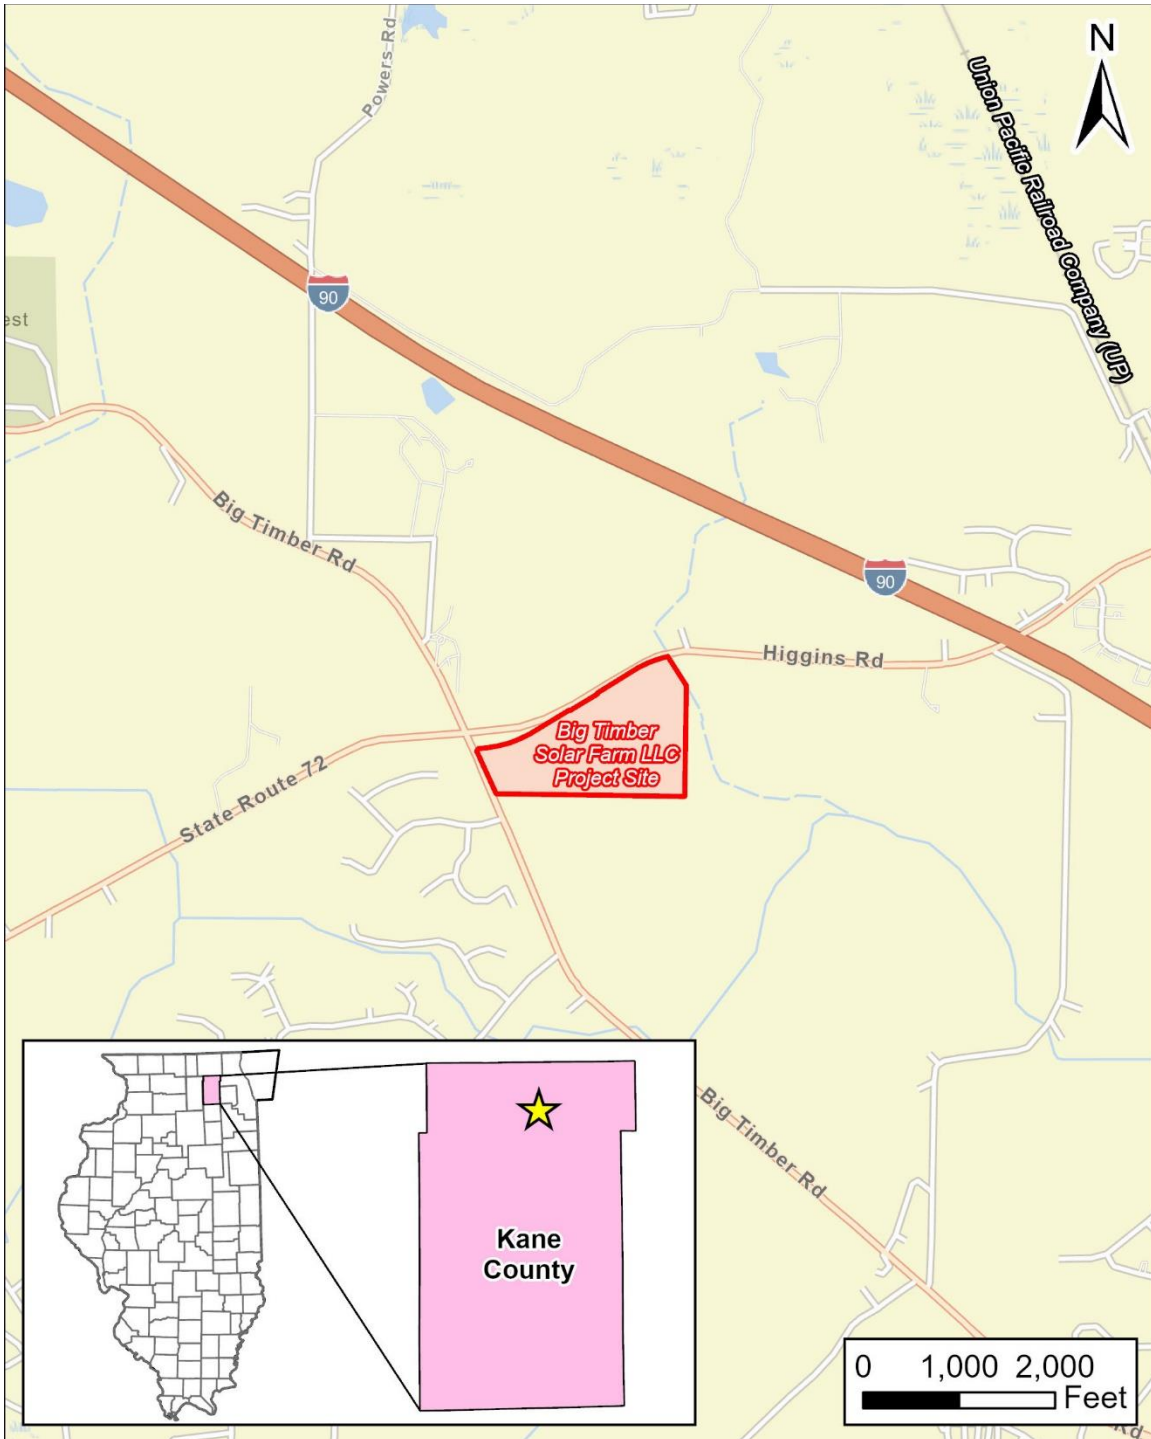 N
Powers Rd
Union Pacific Railroad Company (UP)
90
est
Big Timber Rd
90
Higgins Rd
Big Timber
Solar Farm LLC
Project Site
State Route 72
Big Timber Rd
Kane
County
0 1,000 2,000
Feet
Rd